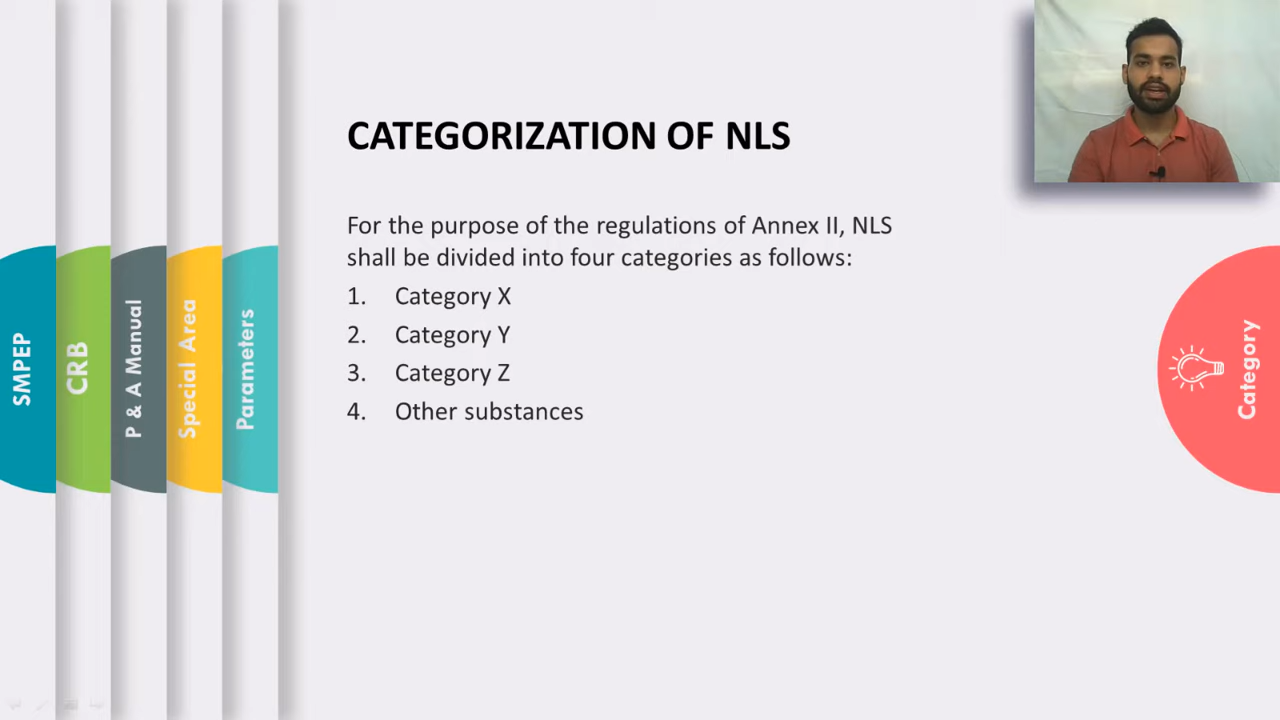 CATEGORIZATION OF NLS
For the purpose of the regulations of Annex II, NLS
shall be divided into four categories as follows:
1. Category X
2. Category Y
3. Category Z
4. Other substances
SMPEP
CRB
P & A Manual
Special Area
Parameters
Category